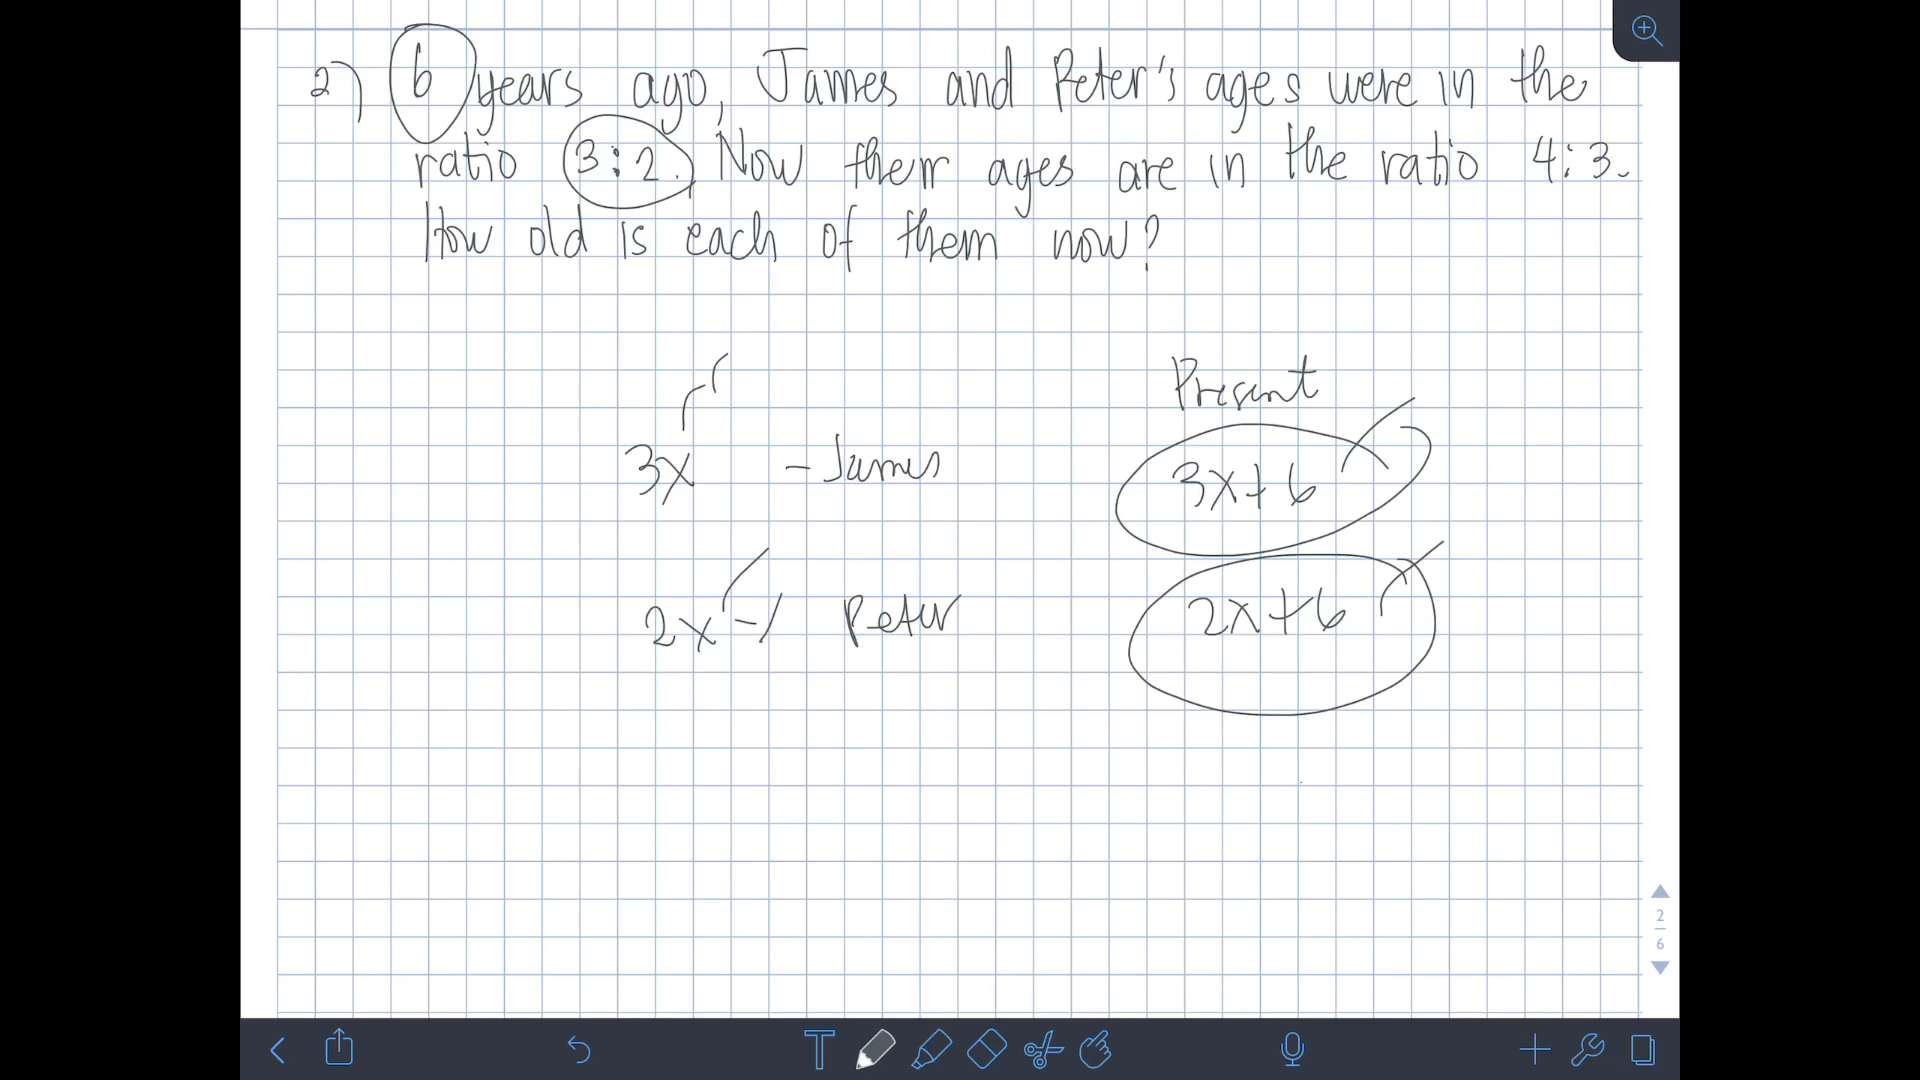 2) 6 years ago, James and Peter's ages were in the
ratio 3:2. Now their ages are in the ratio 4:3.
How old is each of them now?
Present
3x - James 3x+6
2x - Peter 2x+6
2
6
T